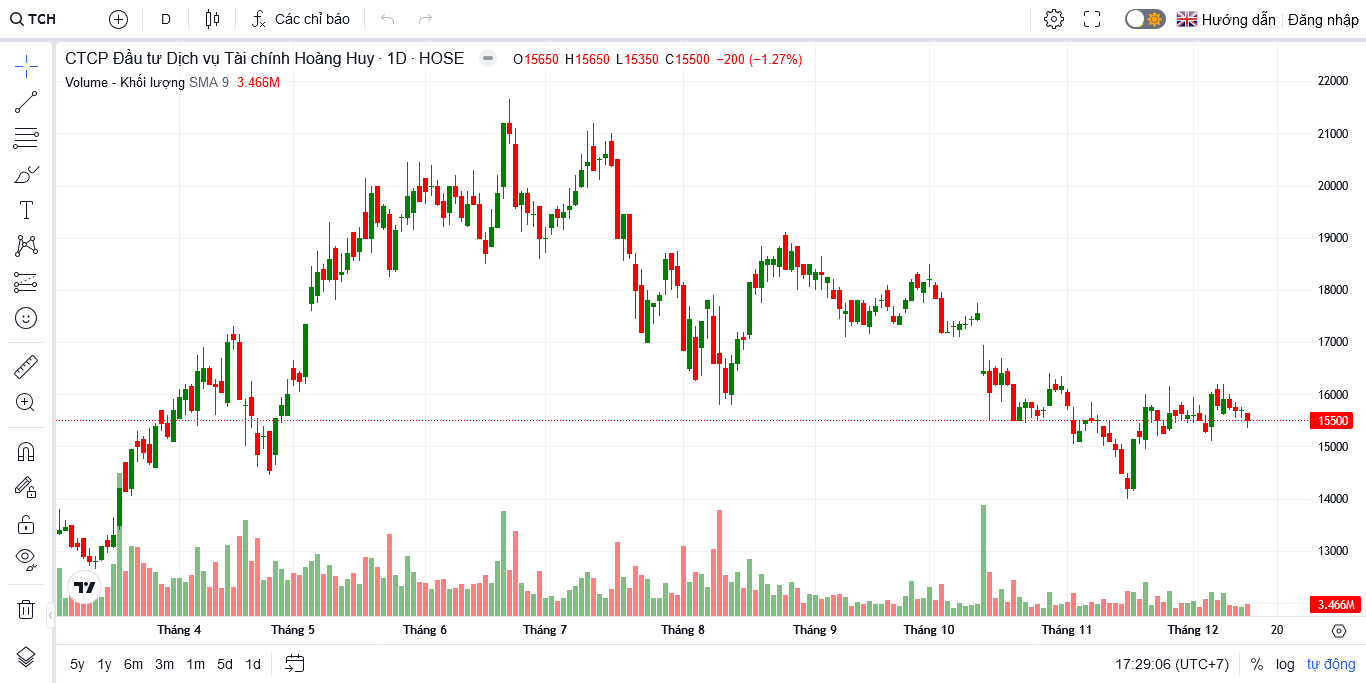 TCH D Các chỉ báo Hướng dẫn Đăng nhập
CTCP Đầu tư Dịch vụ Tài chính Hoàng Huy · 1D · HOSE O15650 H15650 L15350 C15500 −200 (−1.27%)
Volume - Khối lượng SMA 9 3.466M
22000
21000
20000
19000
18000
17000
16000
15500
15000
14000
13000
3.466M
Tháng 4 Tháng 5 Tháng 6 Tháng 7 Tháng 8 Tháng 9 Tháng 10 Tháng 11 Tháng 12 20
5y 1y 6m 3m 1m 5d 1d 17:29:06 (UTC+7) % log tự động